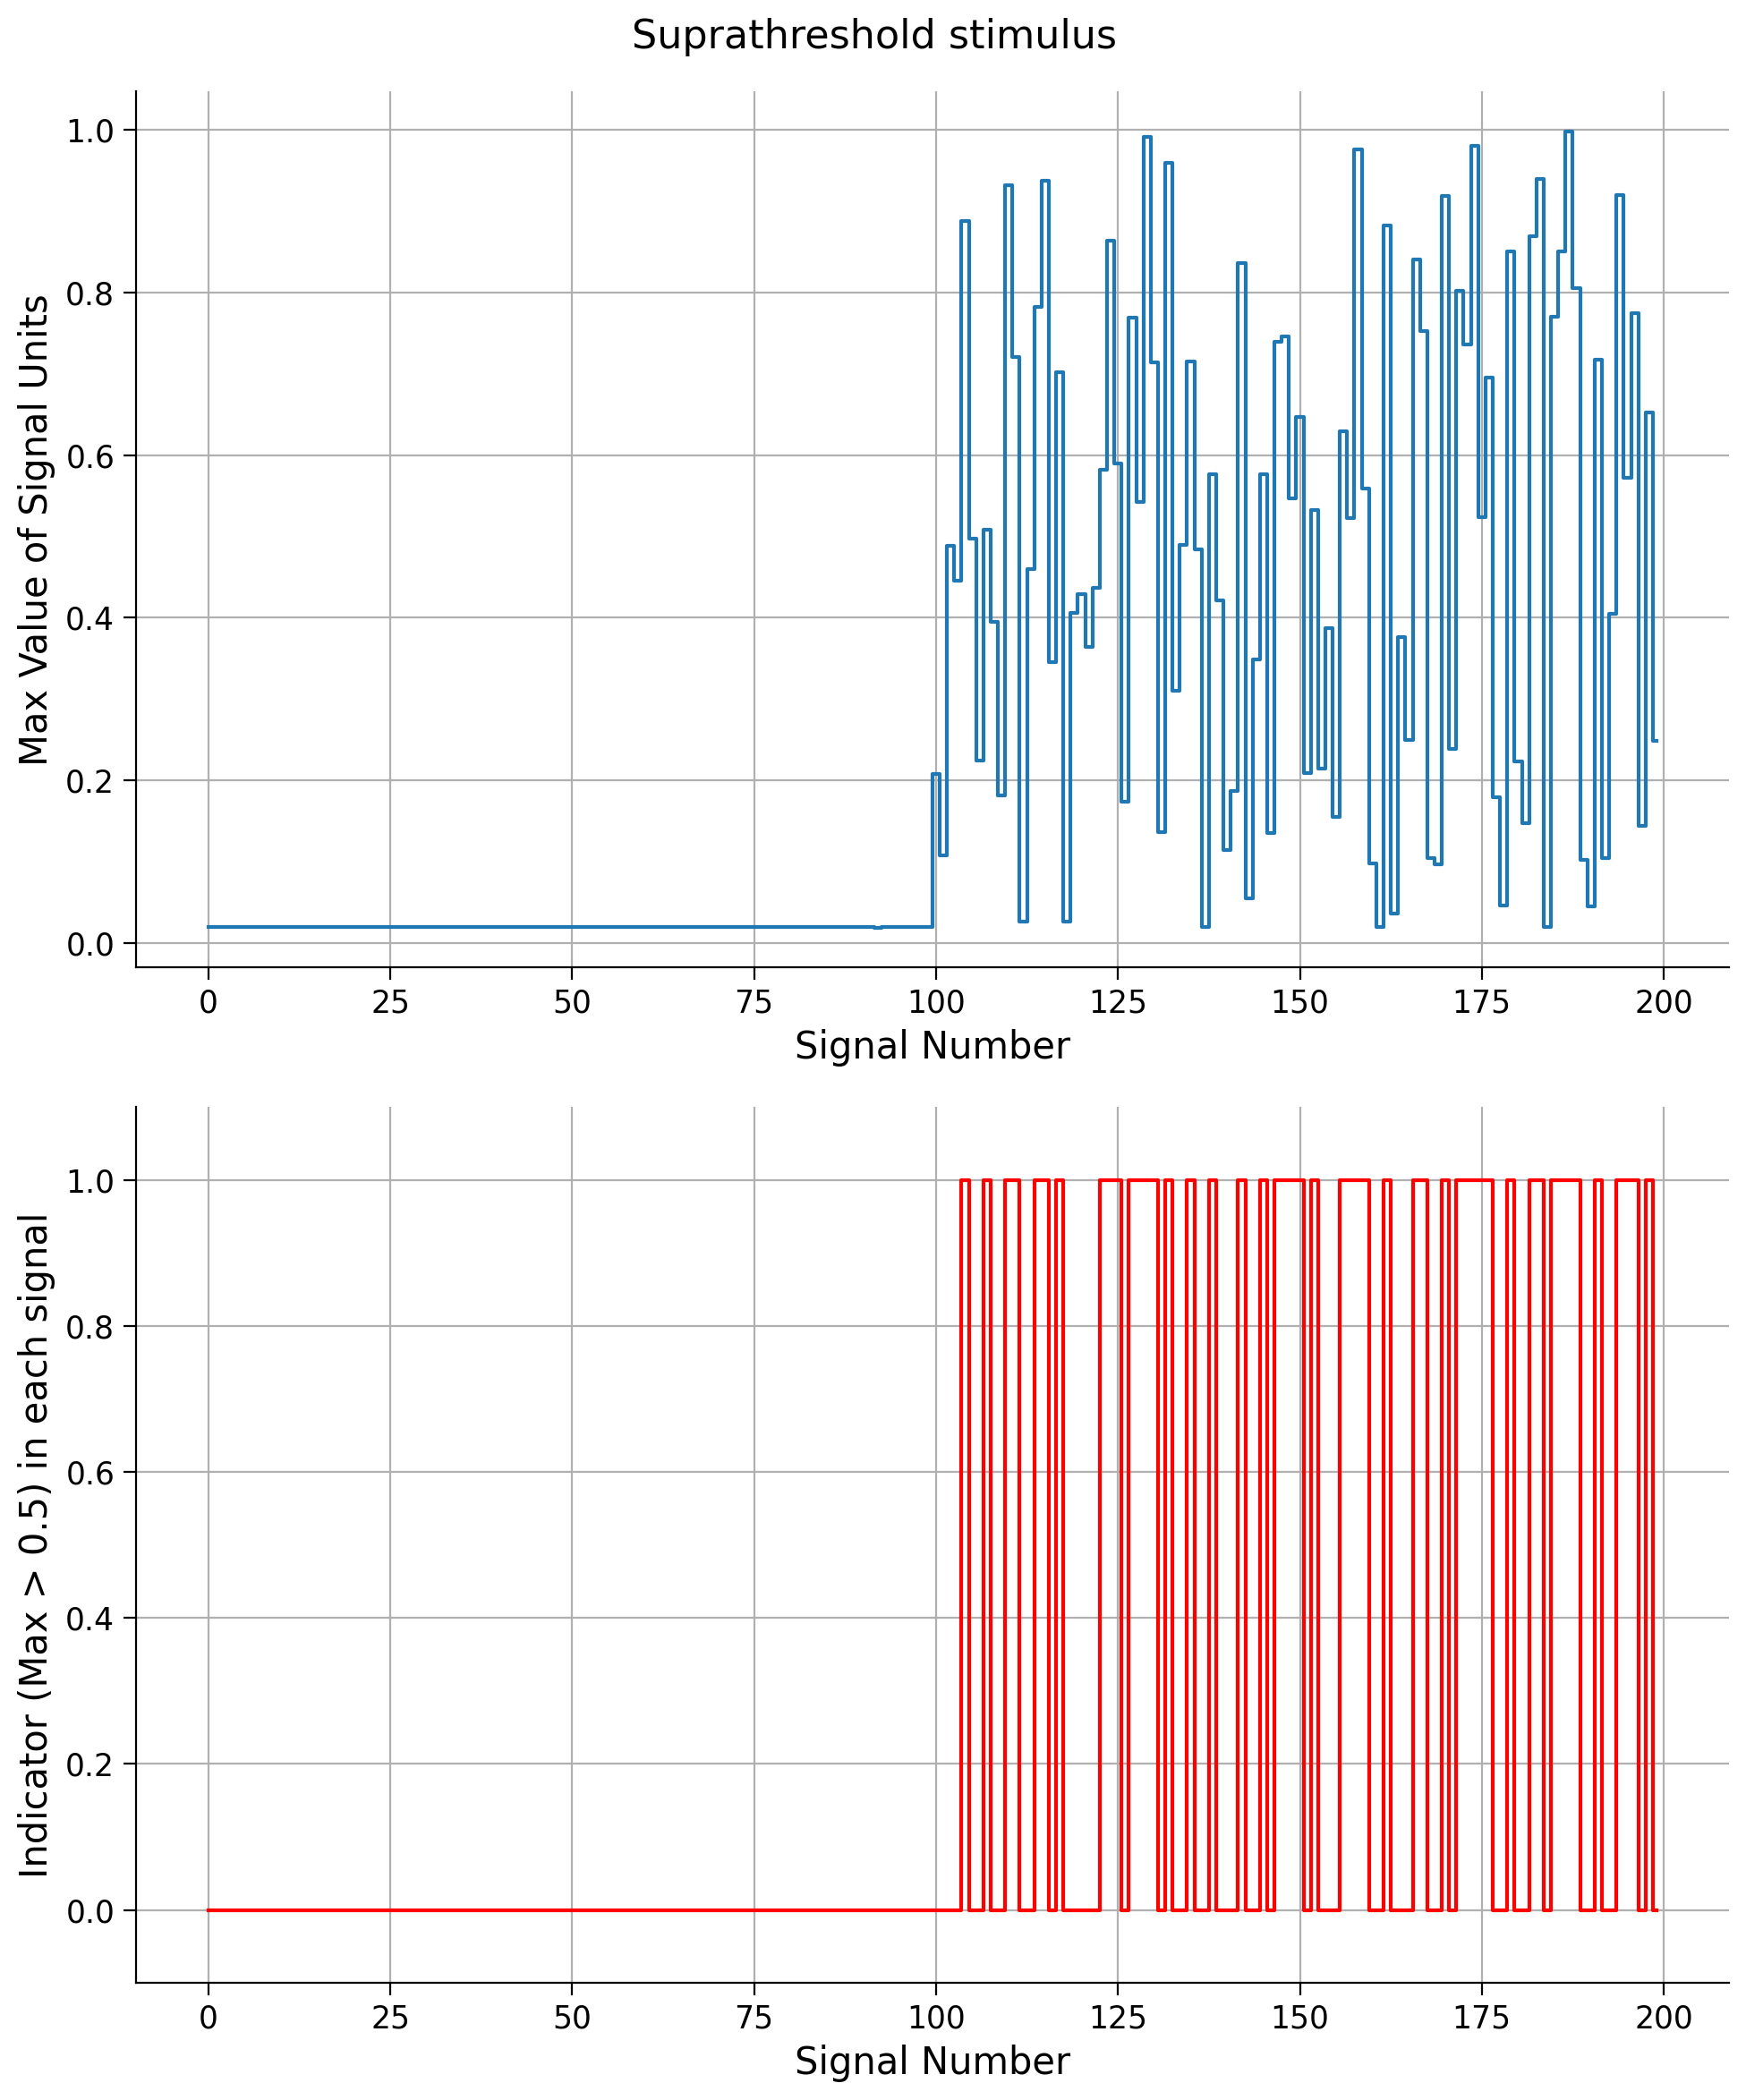 Suprathreshold stimulus
Max Value of Signal Units
1.0
0.8
0.6
0.4
0.2
0.0
0 25 50 75 100 125 150 175 200
Signal Number
Indicator (Max > 0.5) in each signal
1.0
0.8
0.6
0.4
0.2
0.0
0 25 50 75 100 125 150 175 200
Signal Number